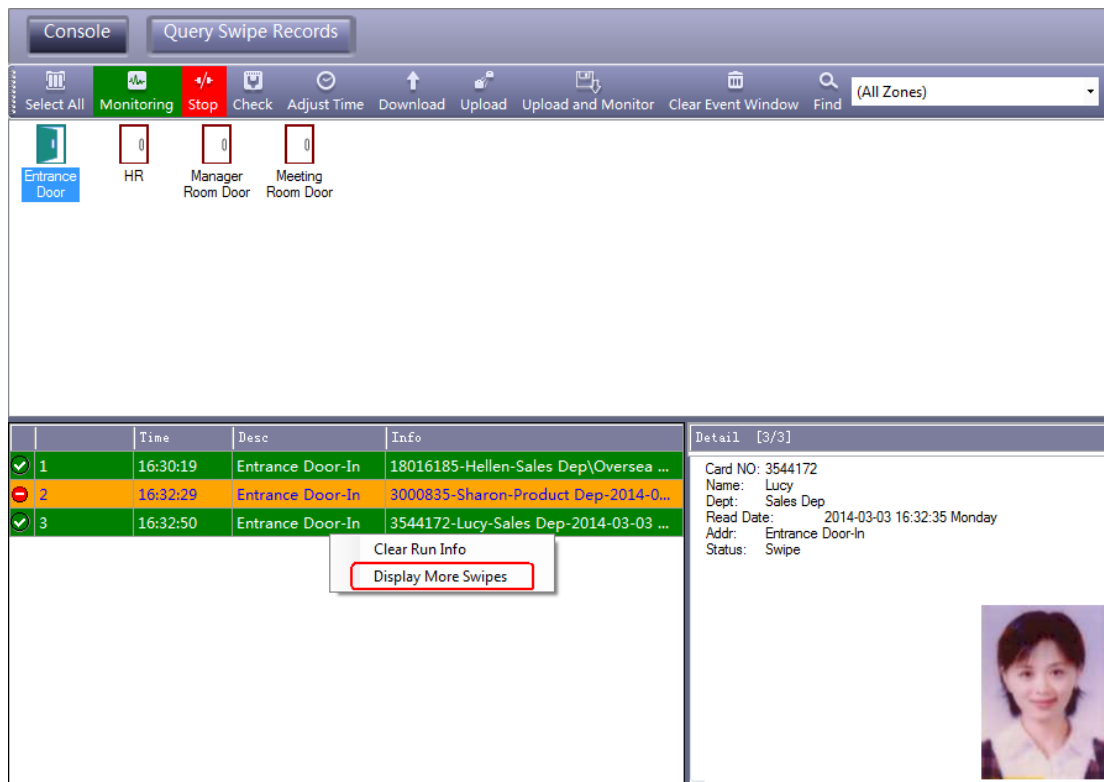 Console Query Swipe Records
Select All Monitoring Stop Check Adjust Time Download Upload Upload and Monitor Clear Event Window Find (All Zones)
Entrance Door
HR
Manager Room Door
Meeting Room Door
Time Desc Info
1 16:30:19 Entrance Door-In 18016185-Hellen-Sales Dep\Oversea ...
2 16:32:29 Entrance Door-In 3000835-Sharon-Product Dep-2014-0...
3 16:32:50 Entrance Door-In 3544172-Lucy-Sales Dep-2014-03-03 ...
Clear Run Info
Display More Swipes
Detail [3/3]
Card NO: 3544172
Name: Lucy
Dept: Sales Dep
Read Date: 2014-03-03 16:32:35 Monday
Addr: Entrance Door-In
Status: Swipe